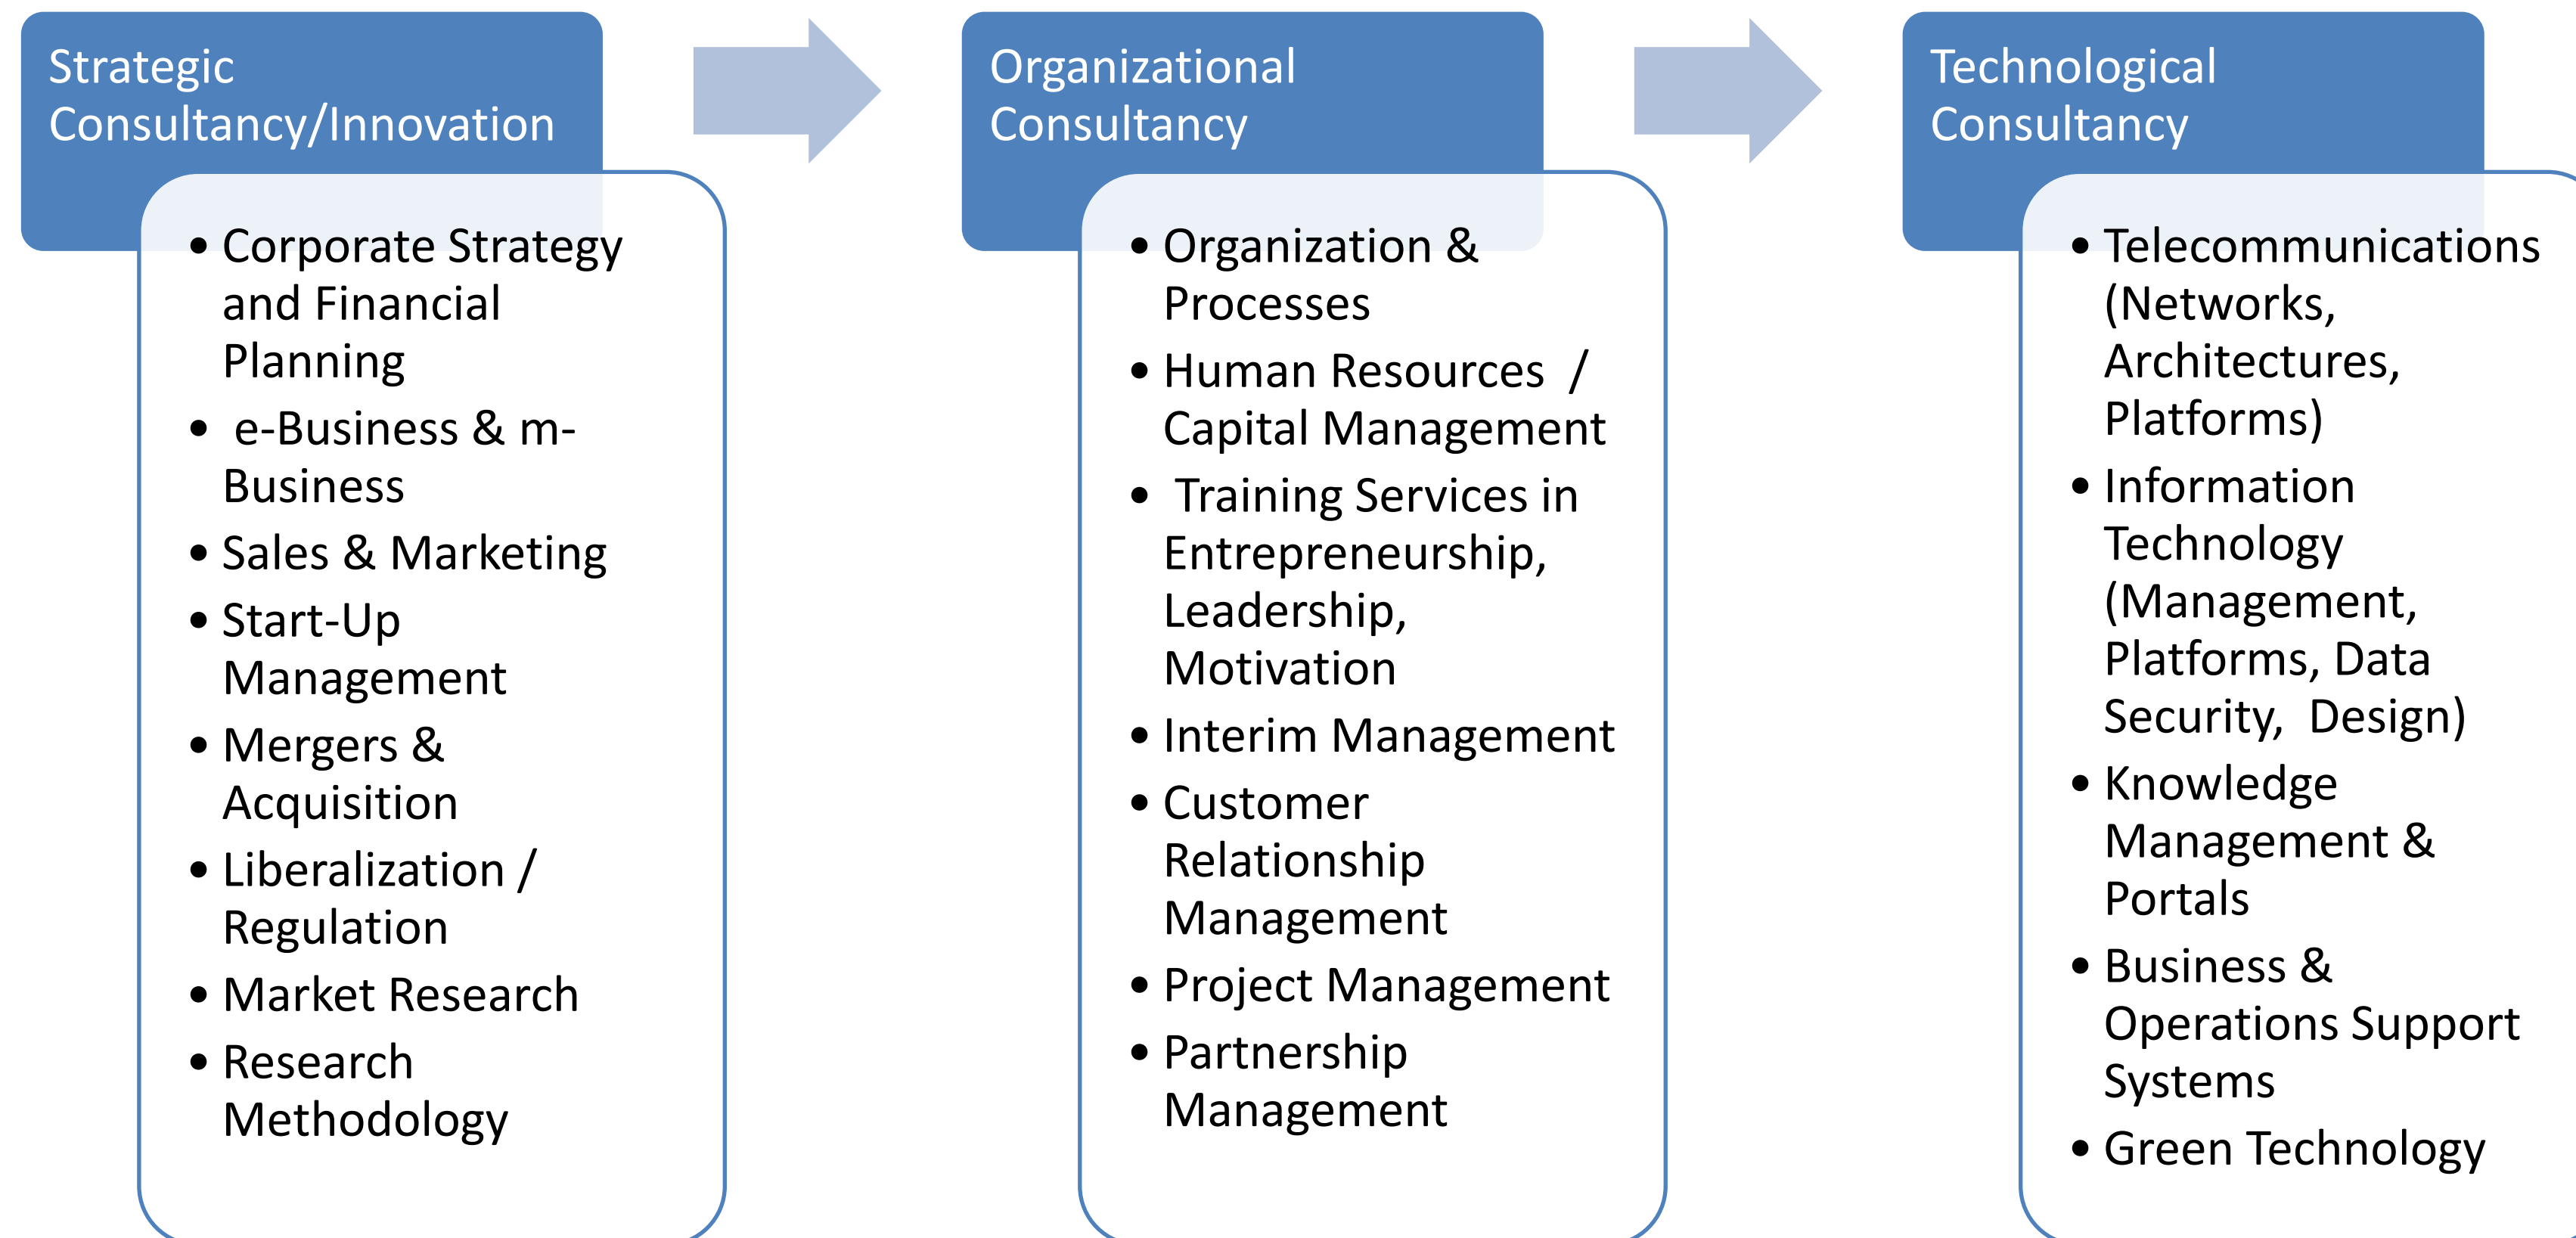 Strategic
Consultancy/Innovation
• Corporate Strategy
and Financial
Planning
• e-Business & m-
Business
• Sales & Marketing
• Start-Up
Management
• Mergers &
Acquisition
• Liberalization /
Regulation
• Market Research
• Research
Methodology
Organizational
Consultancy
• Organization &
Processes
• Human Resources  /
Capital Management
• Training Services in
Entrepreneurship,
Leadership,
Motivation
• Interim Management
• Customer
Relationship
Management
• Project Management
• Partnership
Management
Technological
Consultancy
• Telecommunications
(Networks,
Architectures,
Platforms)
• Information
Technology
(Management,
Platforms, Data
Security,  Design)
• Knowledge
Management &
Portals
• Business &
Operations Support
Systems
• Green Technology